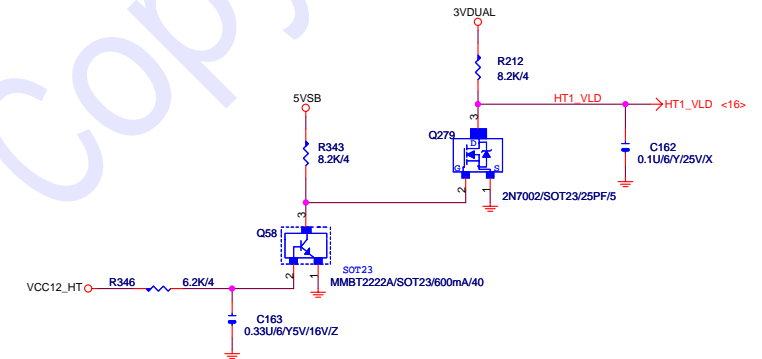 3VDUAL
R212
8.2K/4
HT1_VLD
HT1_VLD <16>
5VSB
3
Q279
D
G
S
R343
8.2K/4
C162
0.1U/6/Y/25V/X
2
1
2N7002/SOT23/25PF/5
3
Q58
SOT23
2
1
MMBT2222A/SOT23/600mA/40
VCC12_HT
R346
6.2K/4
C163
0.33U/6/Y5V/16V/Z
Copy